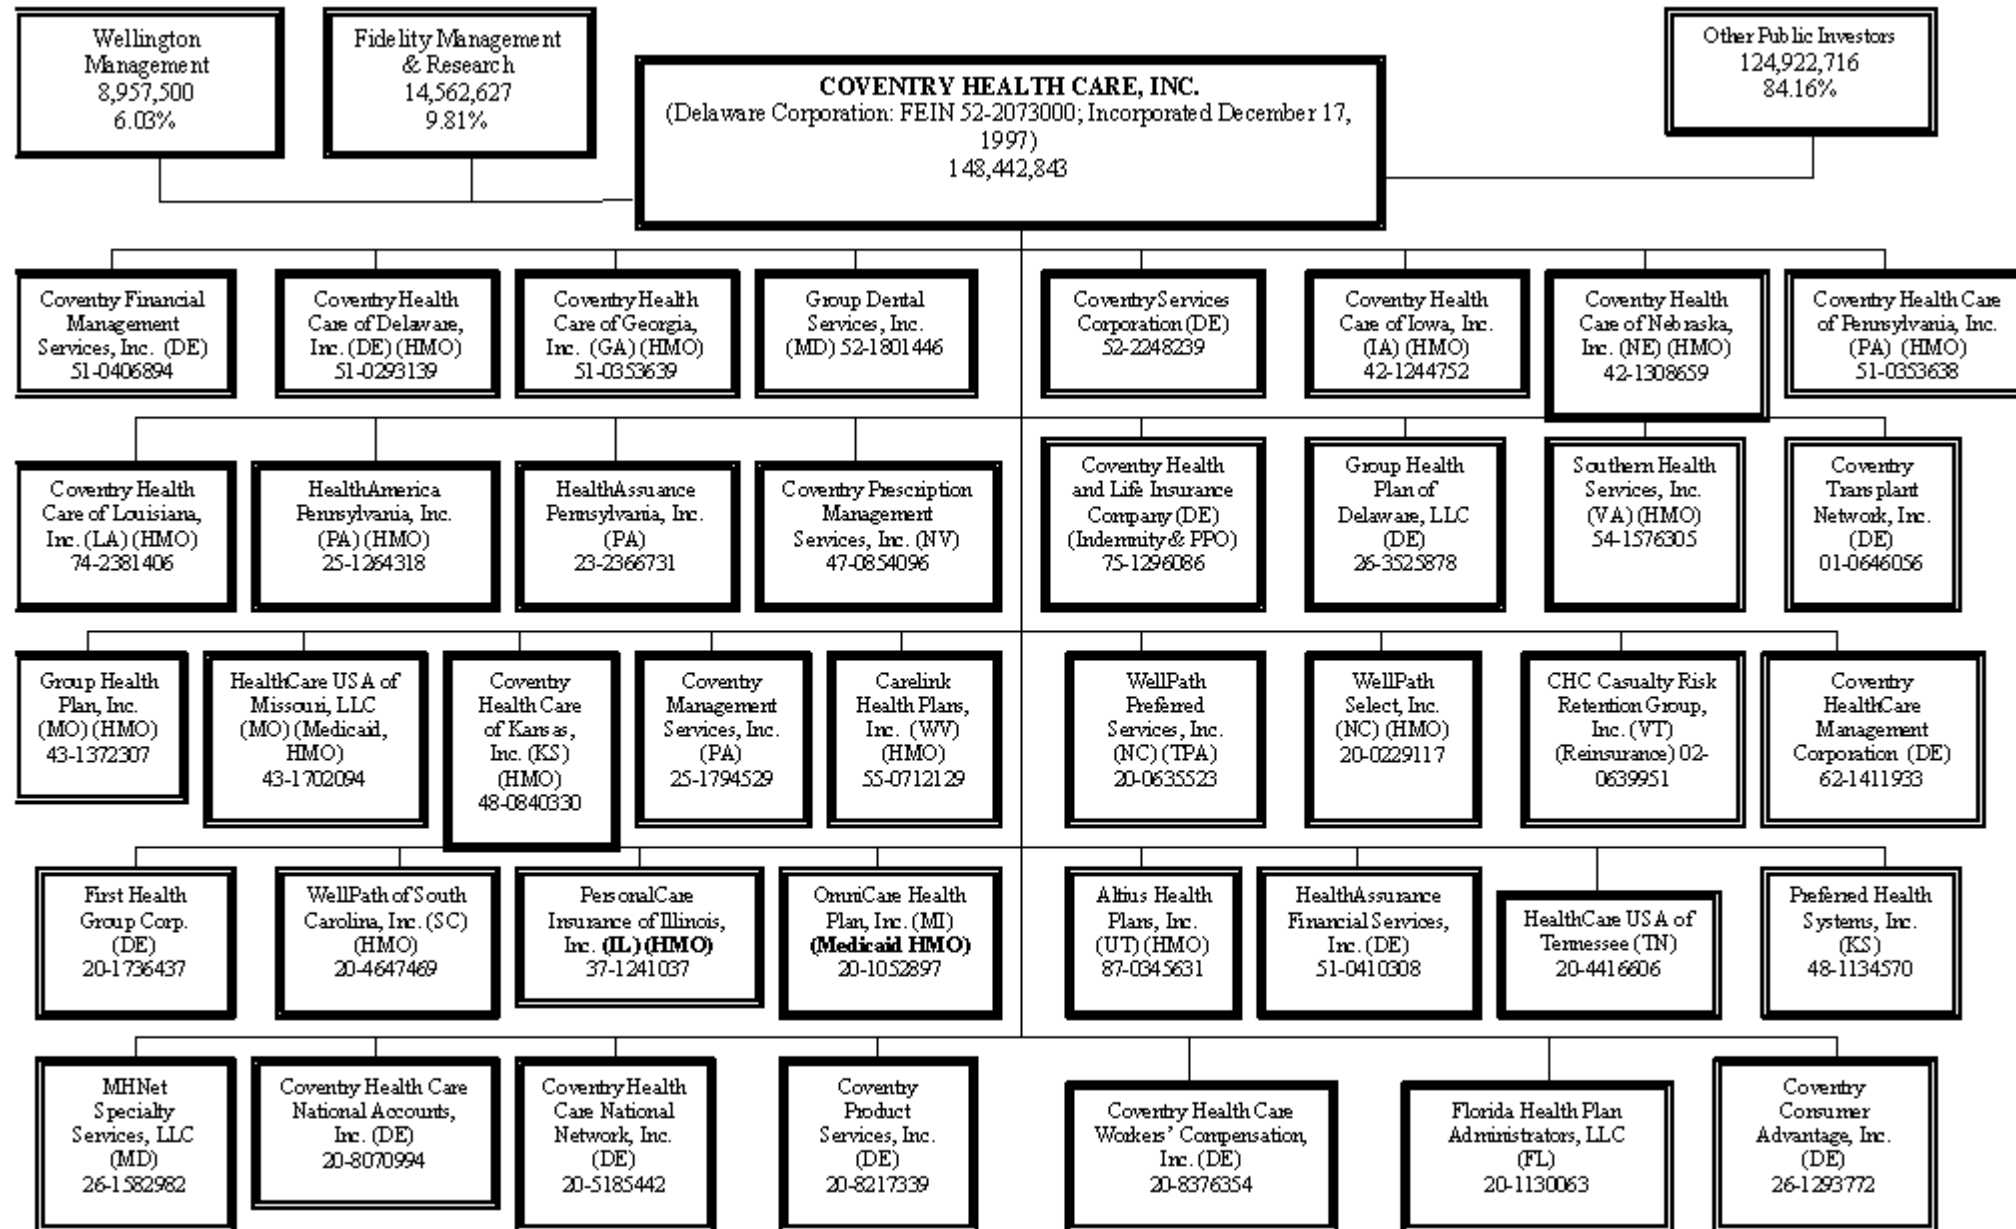 Wellington
Management
8,957,500
6.03%
Fidelity Management
& Research
14,562,627
9.81%
COVENTRY HEALTH CARE, INC.
(Delaware Corporation: FEIN 52-2073000; Incorporated December 17,
1997)
148,442,843
Other Public Investors
124,922,716
84.16%
Coventry Financial
Management
Services, Inc. (DE)
51-0406894
Coventry Health
Care of Delaware,
Inc. (DE) (HMO)
51-0293139
Coventry Health
Care of Georgia,
Inc. (GA) (HMO)
51-0353639
Group Dental
Services, Inc.
(MD) 52-1801446
Coventry Services
Corporation (DE)
52-2248239
Coventry Health
Care of Iowa, Inc.
(IA) (HMO)
42-1244752
Coventry Health
Care of Nebraska,
Inc. (NE) (HMO)
42-1308659
Coventry Health Care
of Pennsylvania, Inc.
(PA) (HMO)
51-0353638
Coventry Health
Care of Louisiana,
Inc. (LA) (HMO)
74-2381406
HealthAmerica
Pennsylvania, Inc.
(PA) (HMO)
25-1264318
HealthAssuance
Pennsylvania, Inc.
(PA)
23-2366731
Coventry Prescription
Management
Services, Inc. (NV)
47-0854096
Coventry Health
and Life Insurance
Company (DE)
(Indemnity & PPO)
75-1296086
Group Health
Plan of
Delaware, LLC
(DE)
26-3525878
Southern Health
Services, Inc.
(VA) (HMO)
54-1576305
Coventry
Transplant
Network, Inc.
(DE)
01-0646056
Group Health
Plan, Inc.
(MO) (HMO)
43-1372307
HealthCare USA of
Missouri, LLC
(MO) (Medicaid,
HMO)
43-1702094
Coventry
Health Care
of Kansas,
Inc. (KS)
(HMO)
48-0840330
Coventry
Management
Services, Inc.
(PA)
25-1794529
Carelink
Health Plans,
Inc. (WV)
(HMO)
55-0712129
WellPath
Preferred
Services, Inc.
(NC) (TPA)
20-0635523
WellPath
Select, Inc.
(NC) (HMO)
20-0229117
CHC Casualty Risk
Retention Group,
Inc. (VT)
(Reinsurance) 02-
0639951
Coventry
HealthCare
Management
Corporation (DE)
62-1411933
First Health
Group Corp.
(DE)
20-1736437
WellPath of South
Carolina, Inc. (SC)
(HMO)
20-4647469
PersonalCare
Insurance of Illinois,
Inc. (IL) (HMO)
37-1241037
OmniCare Health
Plan, Inc. (MI)
(Medicaid HMO)
20-1052897
Altius Health
Plans, Inc.
(UT) (HMO)
87-0345631
HealthAssurance
Financial Services,
Inc. (DE)
51-0410308
HealthCare USA of
Tennessee (TN)
20-4416606
Preferred Health
Systems, Inc.
(KS)
48-1134570
MHNet
Specialty
Services, LLC
(MD)
26-1582982
Coventry Health Care
National Accounts,
Inc. (DE)
20-8070994
Coventry Health
Care National
Network, Inc.
(DE)
20-5185442
Coventry
Product
Services, Inc.
(DE)
20-8217339
Coventry Health Care
Workers' Compensation,
Inc. (DE)
20-8376354
Florida Health Plan
Administrators, LLC
(FL)
20-1130063
Coventry
Consumer
Advantage, Inc.
(DE)
26-1293772